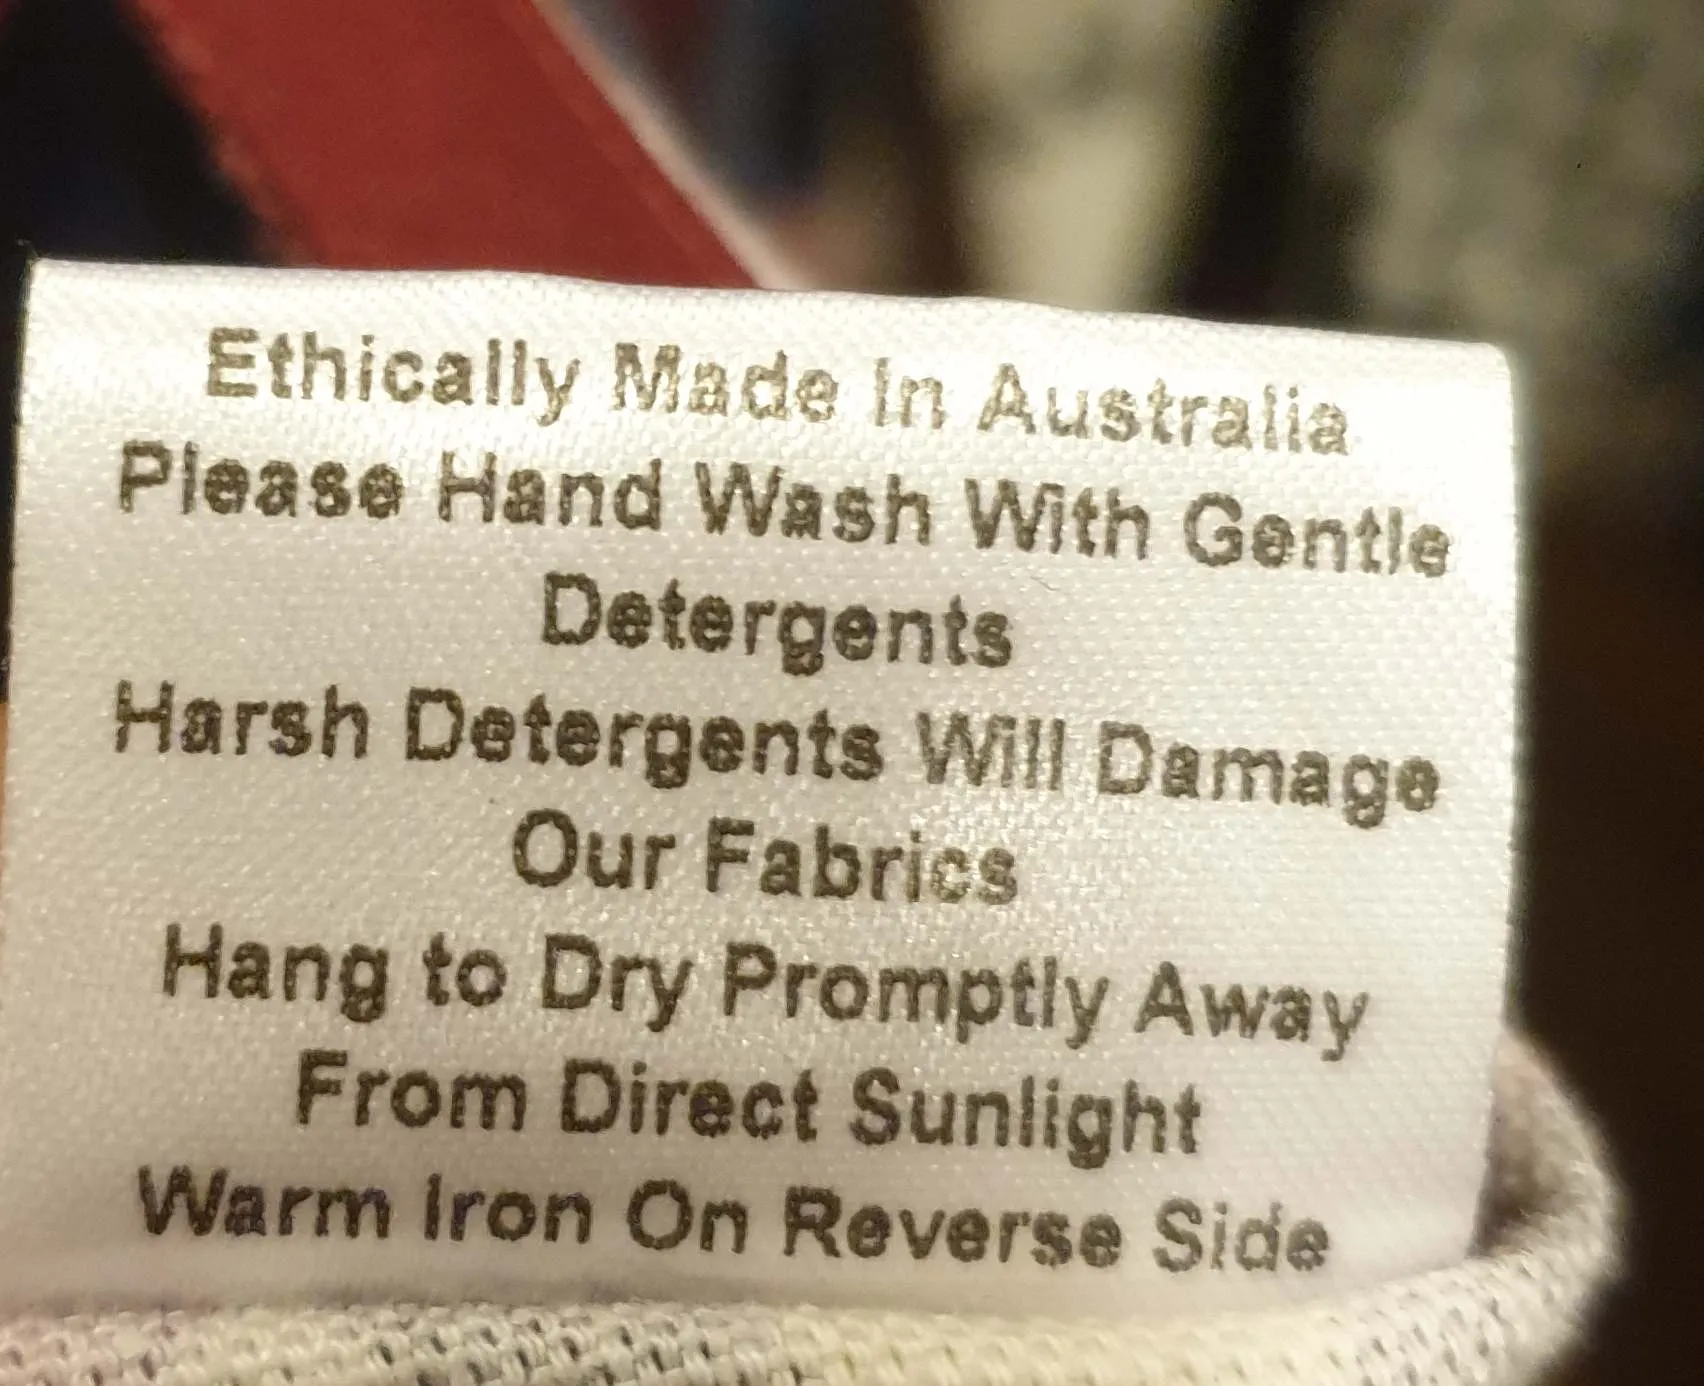 Ethically Made In Australia
Please Hand Wash With Gentle
Detergents
Harsh Detergents Will Damage
Our Fabrics
Hang to Dry Promptly Away
From Direct Sunlight
Warm Iron On Reverse Side